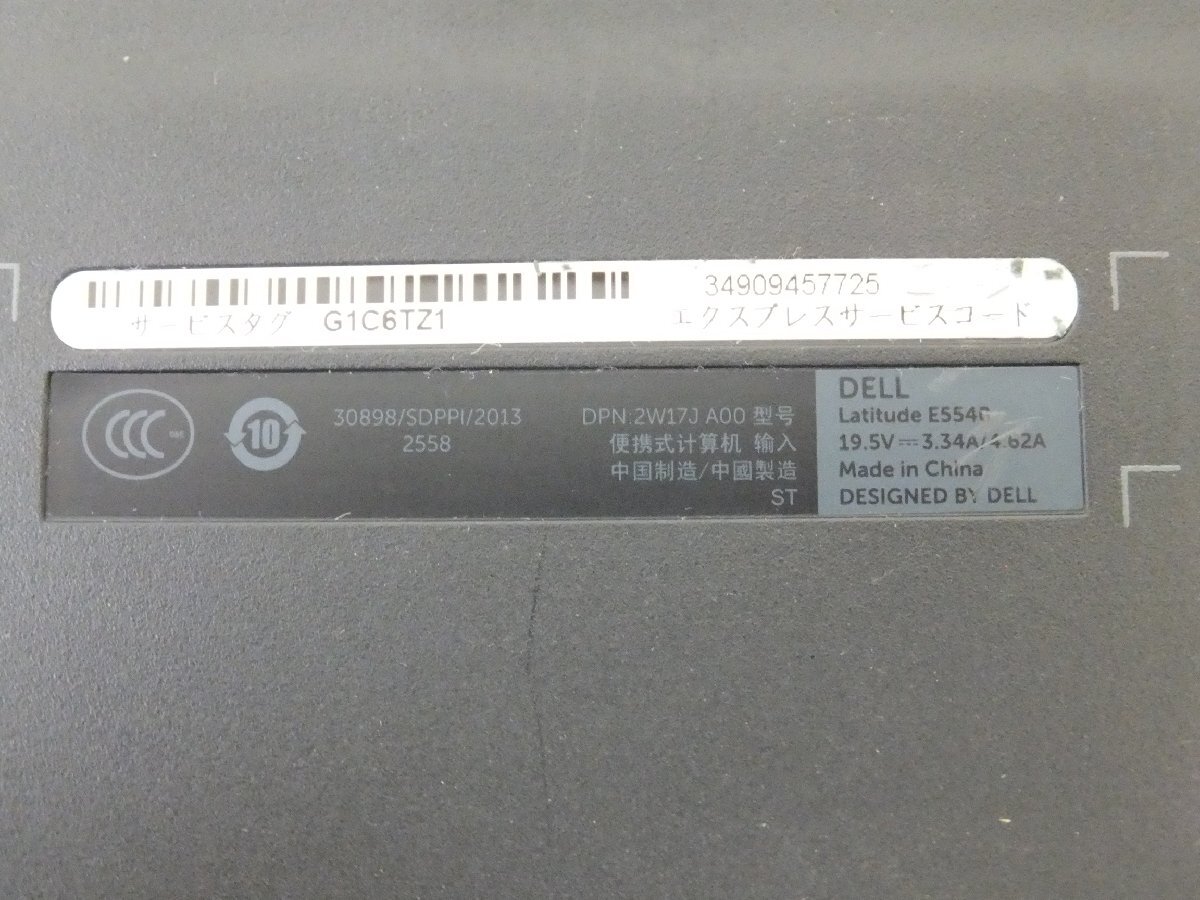 34909457725
サービスタグ G1C6TZ1 エクスプレスサービスコード
CCC
10
30898/SDPPI/2013
2558
DPN:2W17J A00 型号
便携式计算机 输入
中国制造/中國製造
ST
DELL
Latitude
19.5V⎓3.34A/4.62A
Made in China
DESIGNED BY DELL